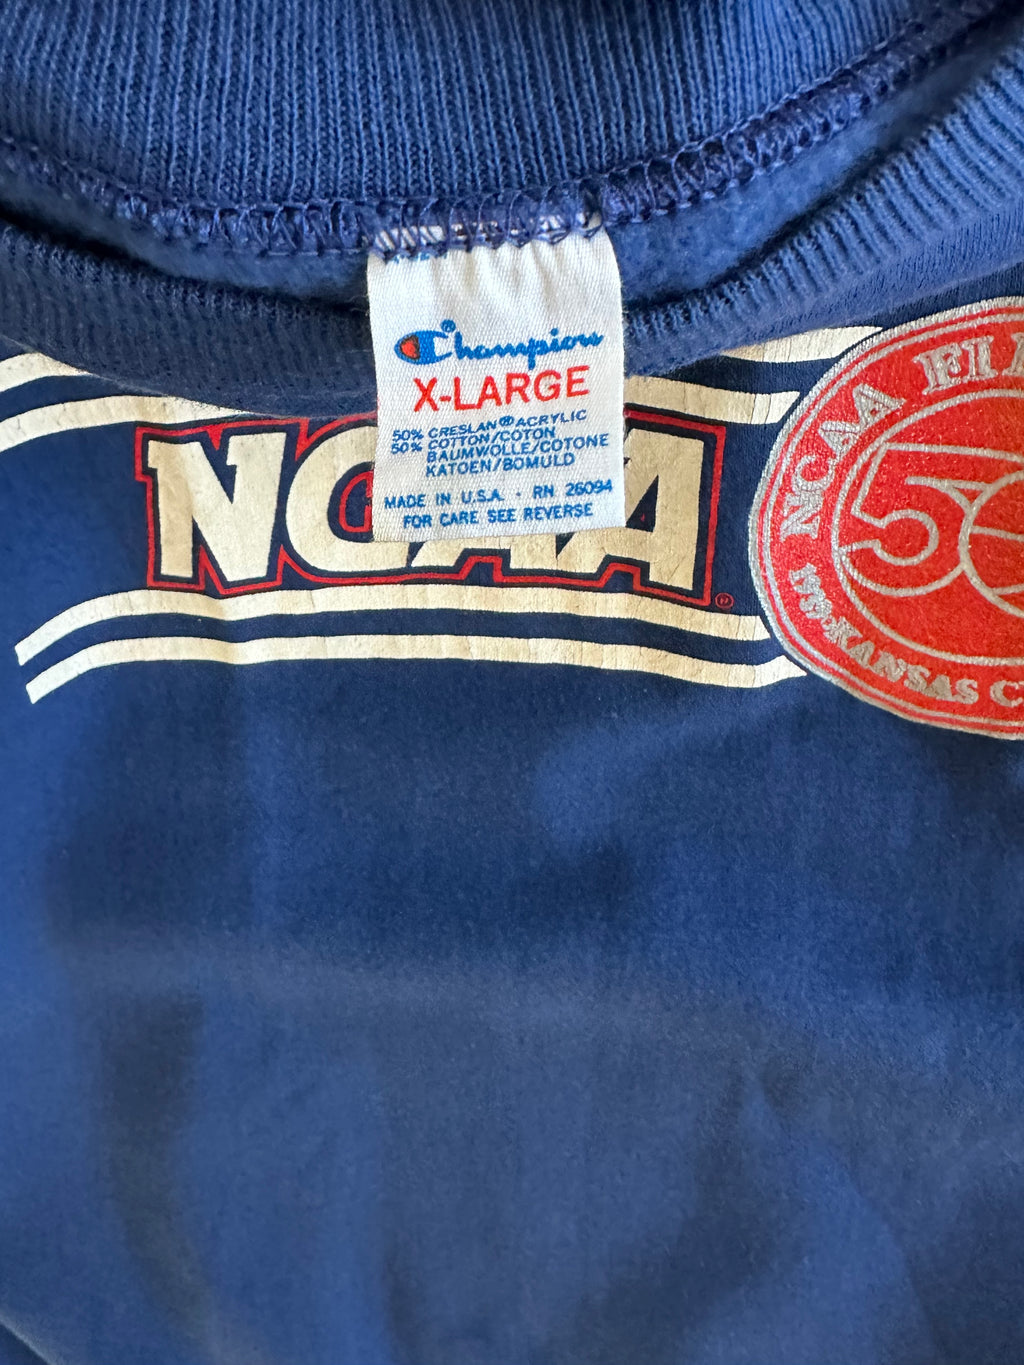 Champion
X-LARGE
50% CRESLAN® ACRYLIC
50% COTTON/COTON
BAUMWOLLE/COTONE
KATOEN/BOMULD
MADE IN U.S.A. · RN 26094
FOR CARE SEE REVERSE
NCAA®
NCAA
50
KANSAS